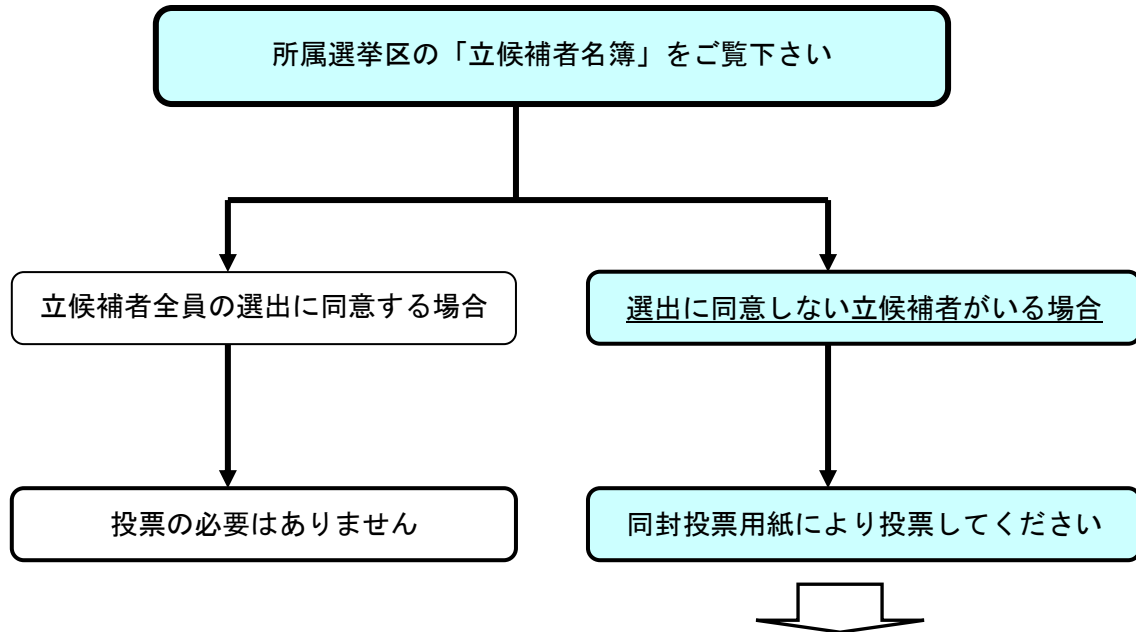 所属選挙区の「立候補者名簿」をご覧下さい
立候補者全員の選出に同意する場合
選出に同意しない立候補者がいる場合
投票の必要はありません
同封投票用紙により投票してください